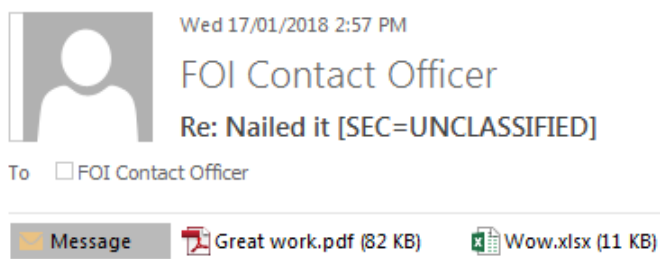 Wed 17/01/2018 2:57 PM
FOI Contact Officer
Re: Nailed it [SEC=UNCLASSIFIED]
To FOI Contact Officer
Message Great work.pdf (82 KB) Wow.xlsx (11 KB)